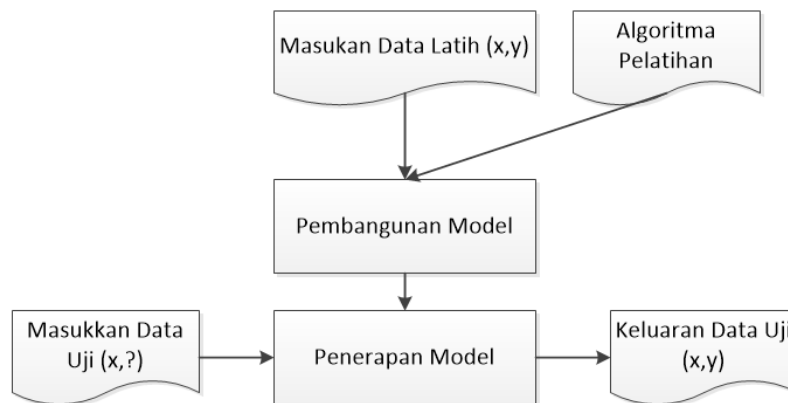 Masukan Data Latih (x,y)
Algoritma
Pelatihan
Pembangunan Model
Masukkan Data
Uji (x,?)
Penerapan Model
Keluaran Data Uji
(x,y)